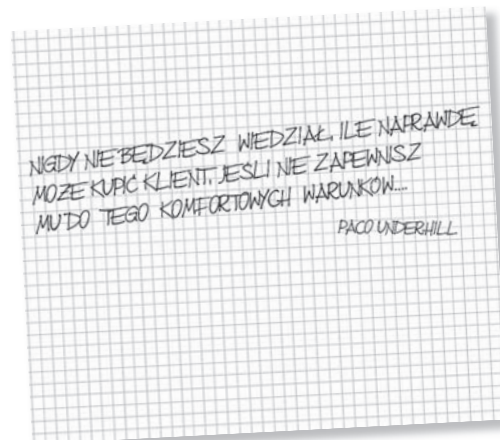 NIGDY NIE BĘDZIESZ WIEDZIAŁ, ILE NAPRAWDĘ
MOŻE KUPIĆ KLIENT, JEŚLI NIE ZAPEWNISZ
MU DO TEGO KOMFORTOWYCH WARUNKÓW....
PACO UNDERHILL